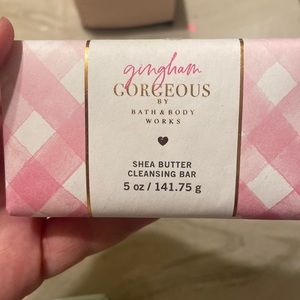 gingham
GORGEOUS
BY
BATH & BODY
WORKS
SHEA BUTTER
CLEANSING BAR
5 oz / 141.75 g